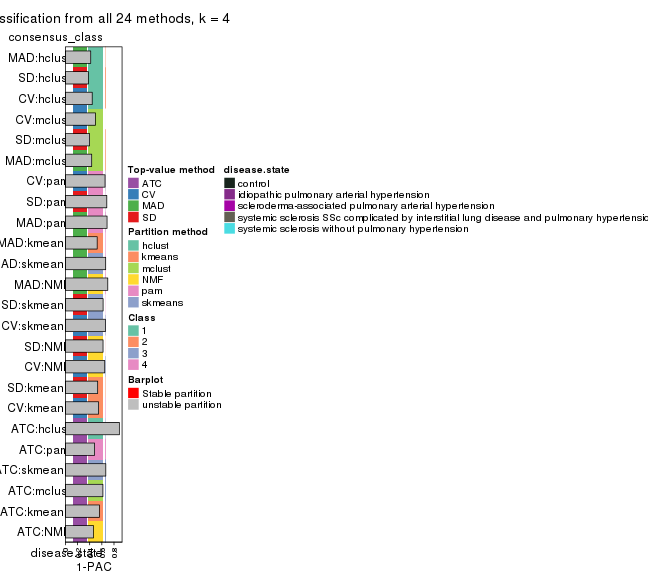 ssification from all 24 methods, k = 4
consensus_class
MAD:hclus
SD:hclus
CV:hclus
CV:mclus
SD:mclus
MAD:mclus
CV:pan
SD:pan
MAD:pan
MAD:kmean
AD:skmean
MAD:NM
SD:skmean
CV:skmean
SD:NM
CV:NM
SD:kmean
CV:kmean
ATC:hclus
ATC:pan
ATC:skmean
ATC:mclus
ATC:kmean
ATC:NM
disease.state
1-PAC
Top-value method
ATC
CV
MAD
SD
Partition method
hclust
kmeans
mclust
NMF
pam
skmeans
Class
1
2
3
4
Barplot
Stable partition
unstable partition
disease.state
control
idiopathic pulmonary arterial hypertension
scleroderma-associated pulmonary arterial hypertension
systemic sclerosis SSc complicated by interstitial lung disease and pulmonary hypertensio
systemic sclerosis without pulmonary hypertension